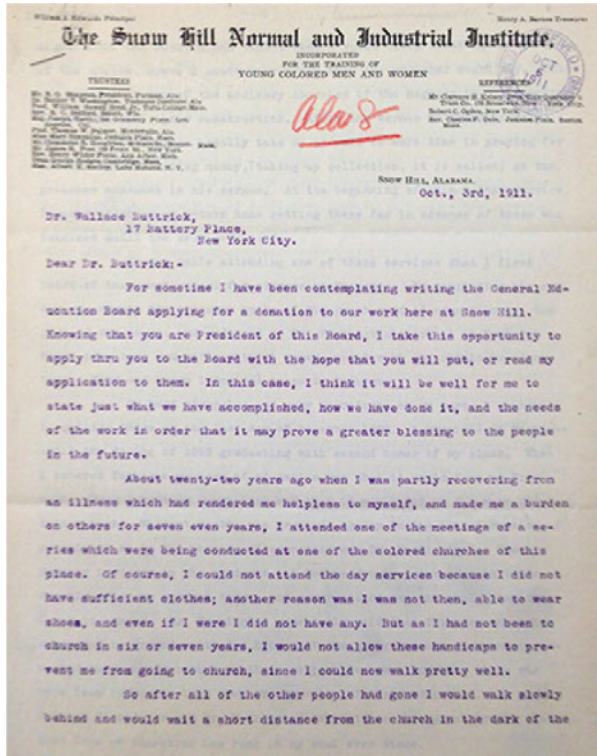 William J. Edwards Principal
Henry A. Barnes Treasurer
The Snow Hill Normal and Industrial Institute.
INCORPORATED
FOR THE TRAINING OF
YOUNG COLORED MEN AND WOMEN
TRUSTEES
REFERENCES
Ala 8
OCT
1911
SNOW HILL, ALABAMA.
Oct., 3rd, 1911.
Dr. Wallace Buttrick,
17 Battery Place,
New York City.
Dear Dr. Buttrick;-
For sometime I have been contemplating writing the General Ed-
ucation Board applying for a donation to our work here at Snow Hill.
Knowing that you are President of this Board, I take this opportunity to
apply thru you to the Board with the hope that you will put, or read my
application to them. In this case, I think it will be well for me to
state just what we have accomplished, how we have done it, and the needs
of the work in order that it may prove a greater blessing to the people
in the future.
About twenty-two years ago when I was partly recovering from
an illness which had rendered me helpless to myself, and made me a burden
on others for seven even years, I attended one of the meetings of a se-
ries which were being conducted at one of the colored churches of this
place. Of course, I could not attend the day services because I did not
have sufficient clothes; another reason was I was not then, able to wear
shoes, and even if I were I did not have any. But as I had not been to
church in six or seven years, I would not allow these handicaps to pre-
vent me from going to church, since I could now walk pretty well.
So after all of the other people had gone I would walk slowly
behind and would wait a short distance from the church in the dark of the